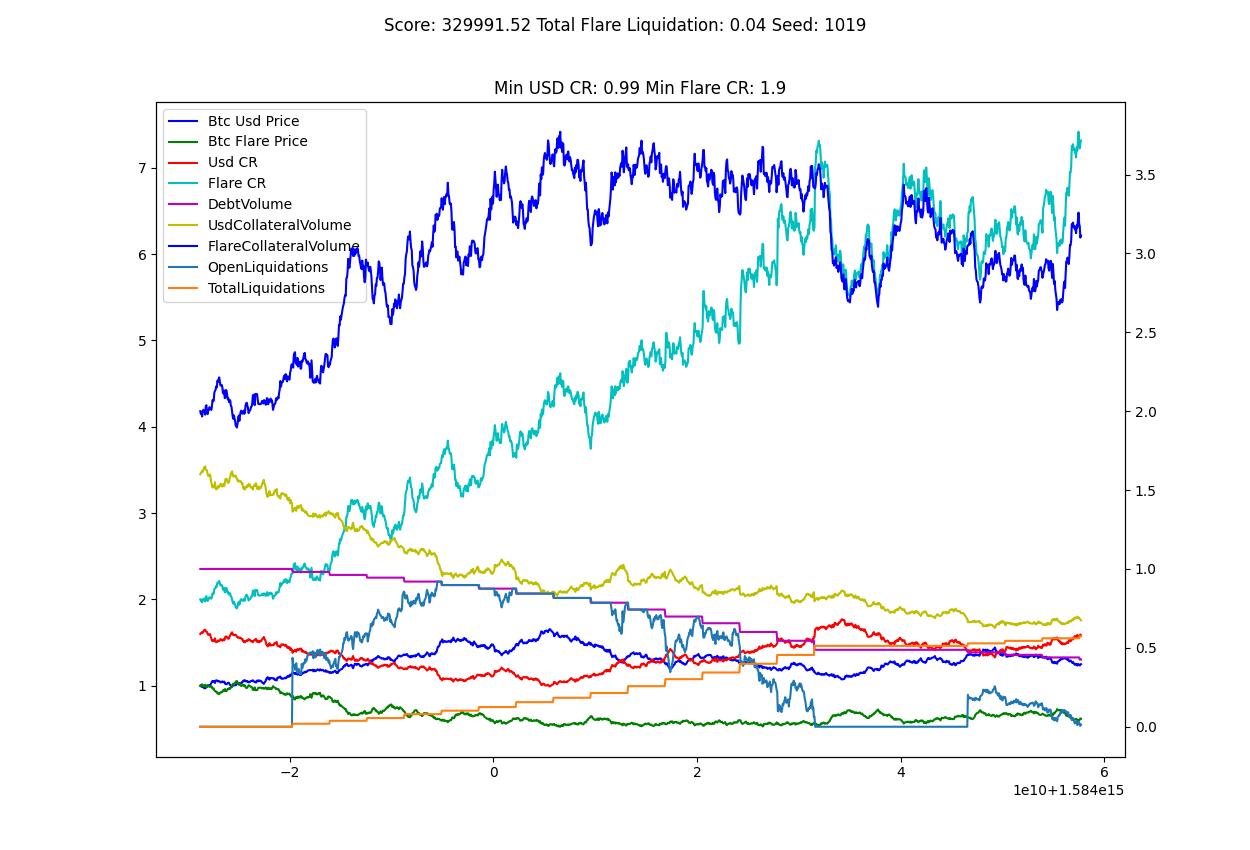 Score: 329991.52 Total Flare Liquidation: 0.04 Seed: 1019
Min USD CR: 0.99 Min Flare CR: 1.9
Btc Usd Price
Btc Flare Price
Usd CR
Flare CR
DebtVolume
UsdCollateralVolume
FlareCollateralVolume
OpenLiquidations
TotalLiquidations
7
6
5
4
3
2
1
3.5
3.0
2.5
2.0
1.5
1.0
0.5
0.0
−2 0 2 4 6
1e10+1.584e15